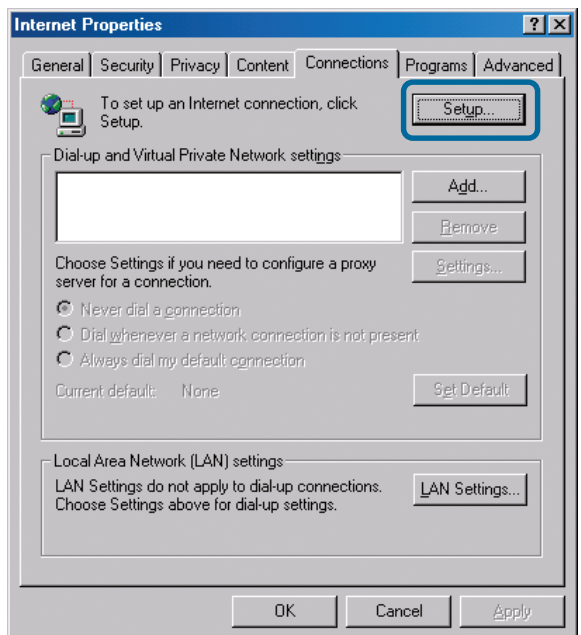 Internet Properties
?
General Security Privacy Content Connections Programs Advanced
To set up an Internet connection, click
Setup.
Setup...
Dial-up and Virtual Private Network settings
Add...
Remove
Choose Settings if you need to configure a proxy
server for a connection.
Settings...
Never dial a connection
Dial whenever a network connection is not present
Always dial my default connection
Current default: None
Set Default
Local Area Network (LAN) settings
LAN Settings do not apply to dial-up connections.
Choose Settings above for dial-up settings.
LAN Settings...
OK Cancel Apply